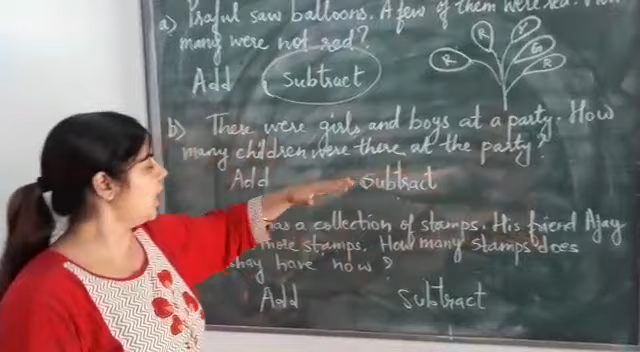 a) Praful saw balloons. A few of them were red. How
many were not red?
R R Y G R
Add Subtract
b) There were girls and boys at a party. How
many children were there at the party?
Add Subtract
has a collection of stamps. His friend Ajay
more stamps. How many stamps does
have now?
Add Subtract